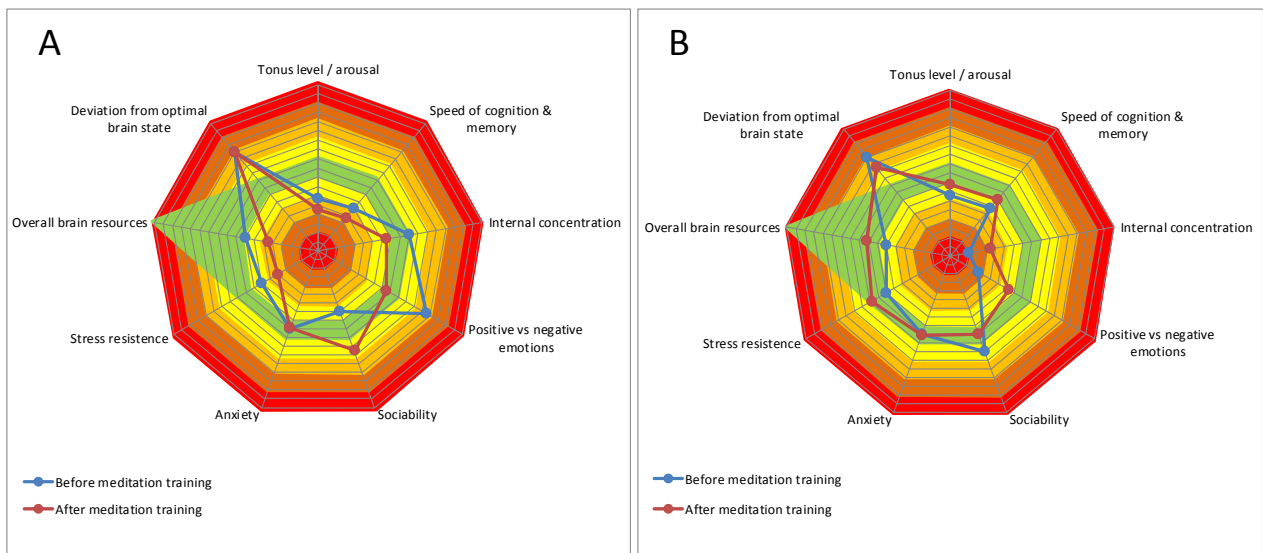 A
Tonus level / arousal
Deviation from optimal
brain state
Speed of cognition &
memory
Overall brain resources
Internal concentration
Stress resistence
Positive vs negative
emotions
Anxiety
Sociability
Before meditation training
After meditation training
B
Tonus level / arousal
Deviation from optimal
brain state
Speed of cognition &
memory
Overall brain resources
Internal concentration
Stress resistence
Positive vs negative
emotions
Anxiety
Sociability
Before meditation training
After meditation training